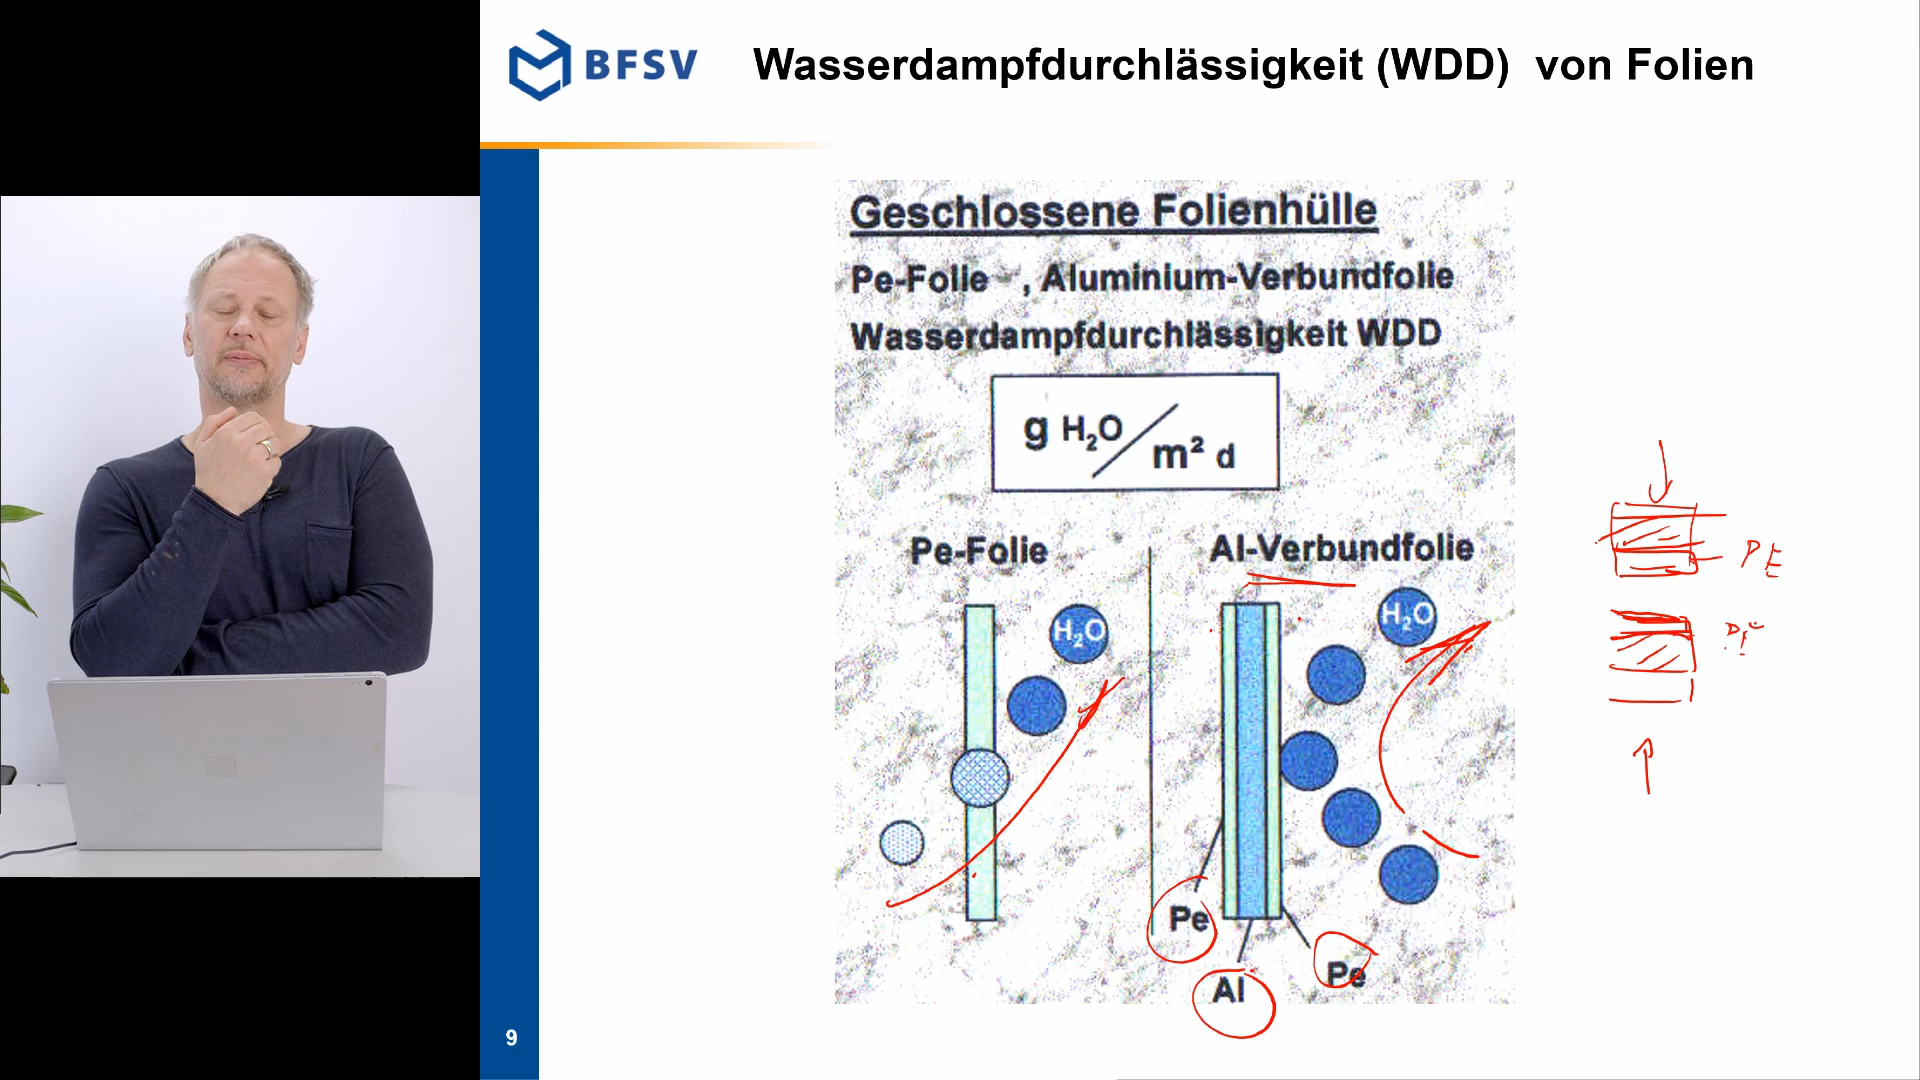 BFSV
Wasserdampfdurchlässigkeit (WDD) von Folien
Geschlossene Folienhülle
Pe-Folie , Aluminium-Verbundfolie
Wasserdampfdurchlässigkeit WDD
g H₂O / m² d
Pe-Folie
Al-Verbundfolie
H₂O
H₂O
PE
Pe
Al
Pe
9